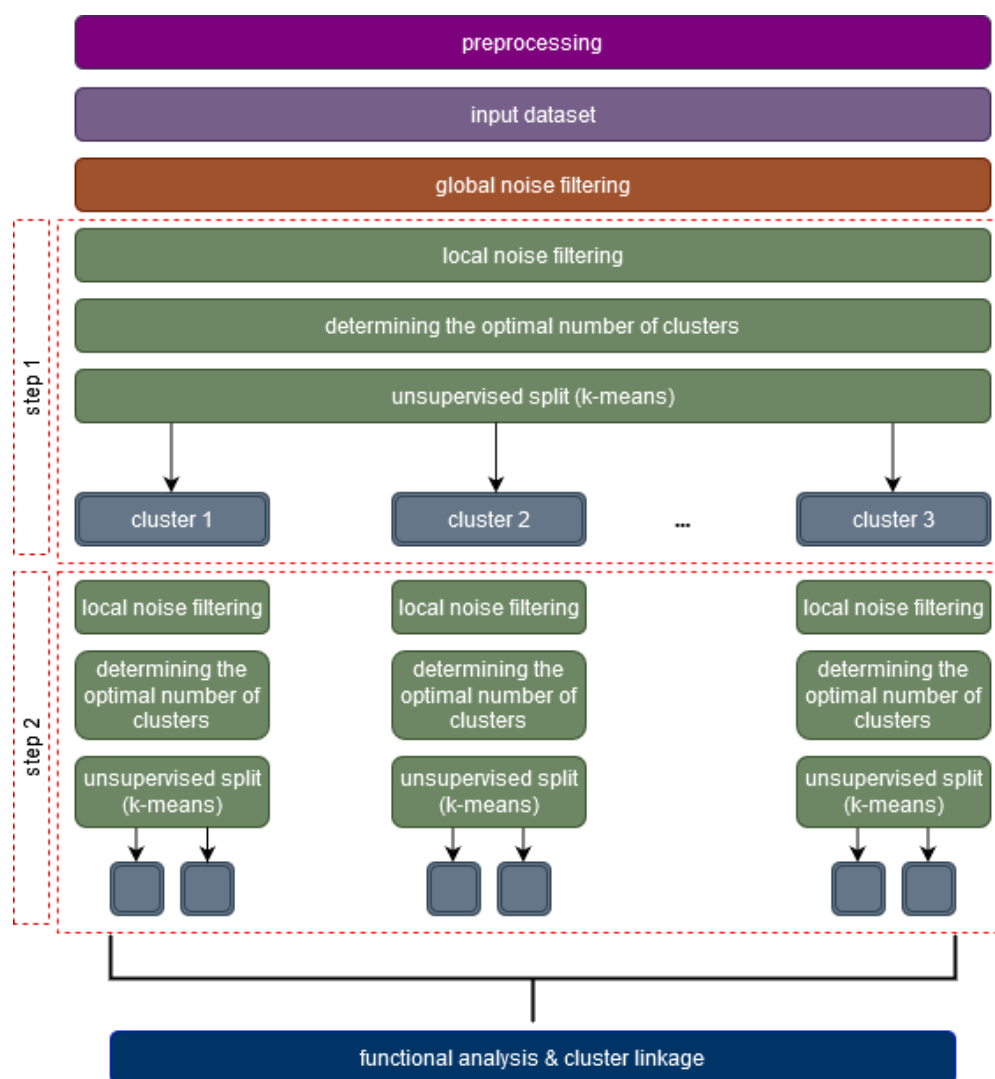 preprocessing
input dataset
global noise filtering
step 1
local noise filtering
determining the optimal number of clusters
unsupervised split (k-means)
cluster 1
cluster 2
...
cluster 3
step 2
local noise filtering
determining the
optimal number of
clusters
unsupervised split
(k-means)
local noise filtering
determining the
optimal number of
clusters
unsupervised split
(k-means)
local noise filtering
determining the
optimal number of
clusters
unsupervised split
(k-means)
functional analysis & cluster linkage